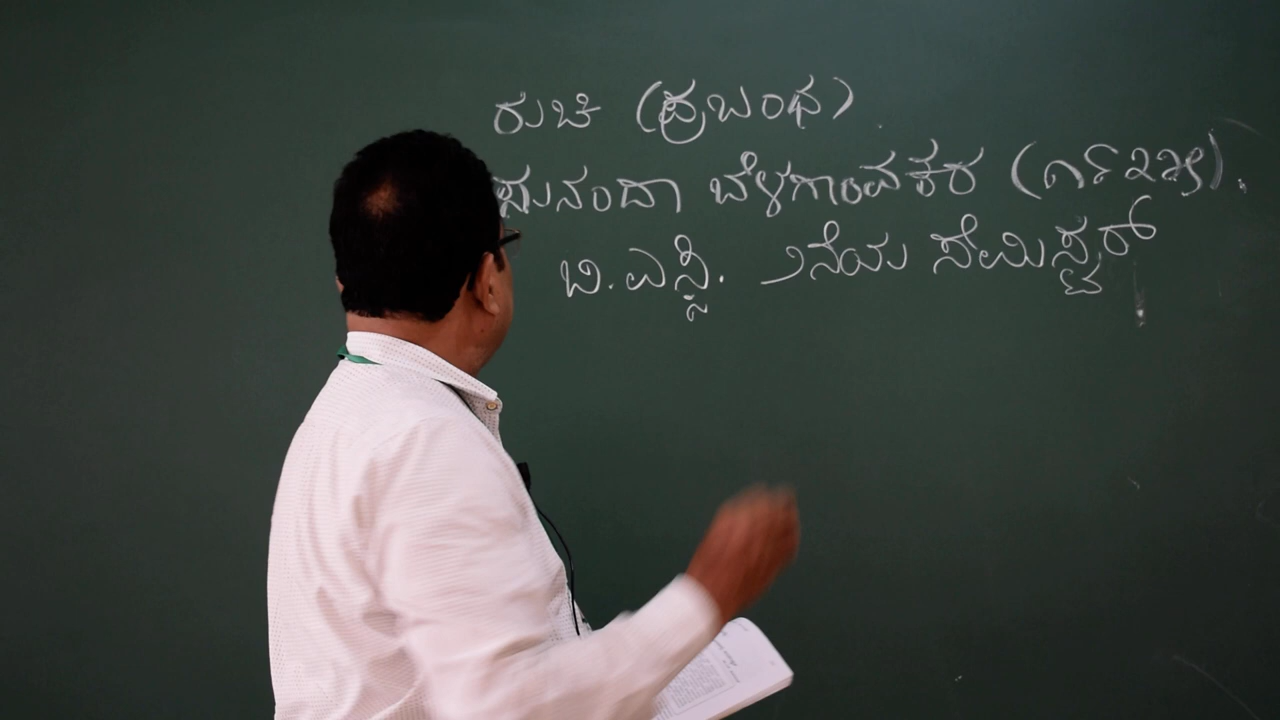 ರುಚಿ (ಪ್ರಬಂಧ)
ಸುನಂದಾ ಬೆಳಗಾಂವಕರ
ಬಿ.ಎಸ್ಸಿ. ೨ನೆಯ ಸೆಮಿಸ್ಟರ್